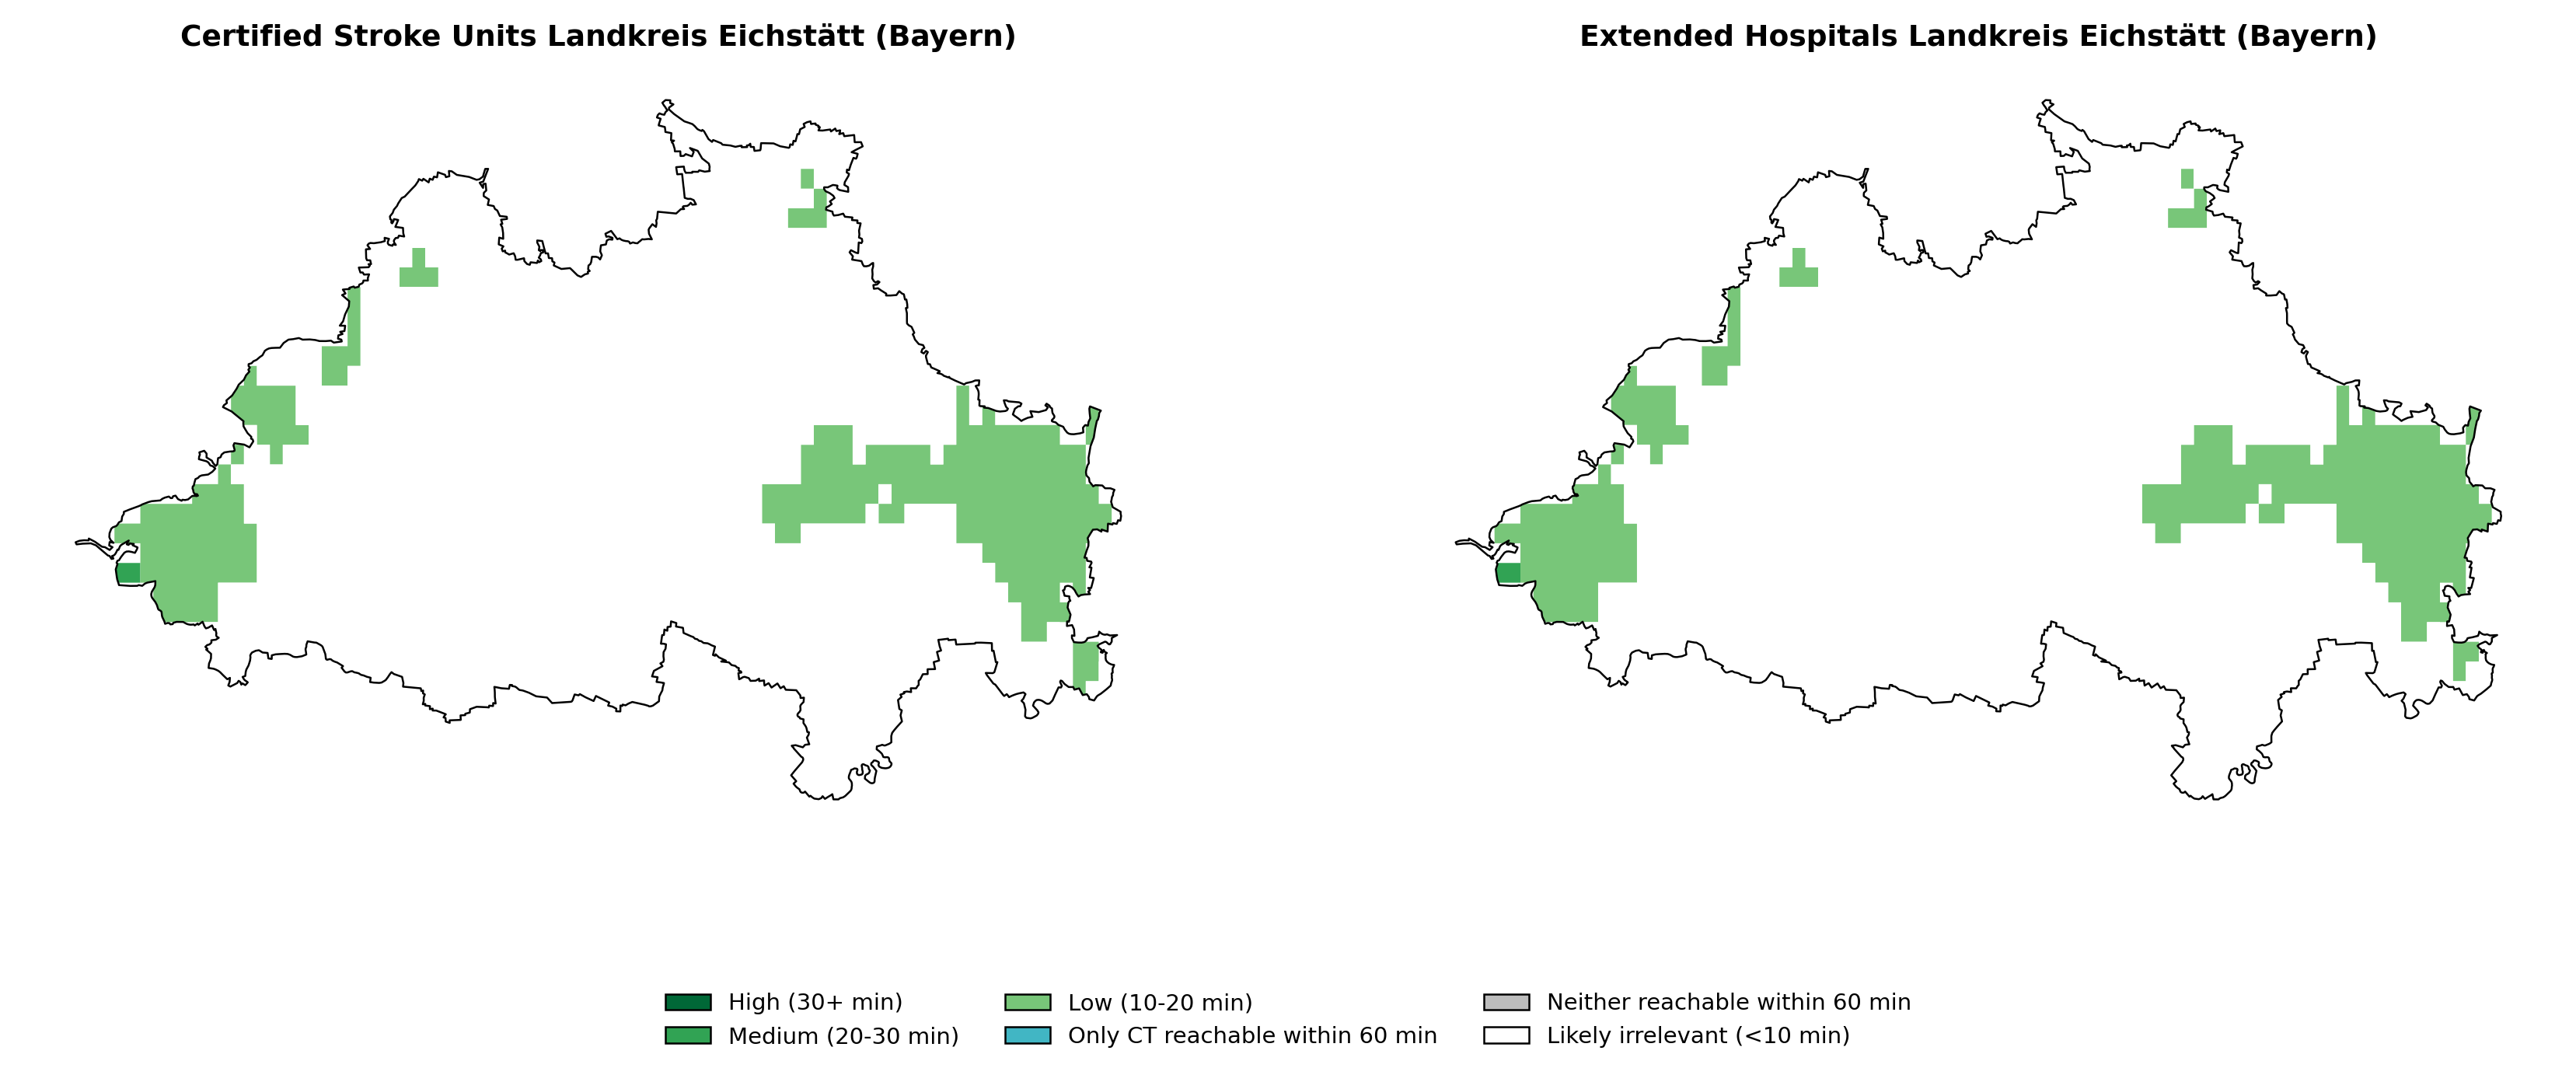 Certified Stroke Units Landkreis Eichstätt (Bayern)
Extended Hospitals Landkreis Eichstätt (Bayern)
High (30+ min)
Medium (20-30 min)
Low (10-20 min)
Only CT reachable within 60 min
Neither reachable within 60 min
Likely irrelevant (<10 min)